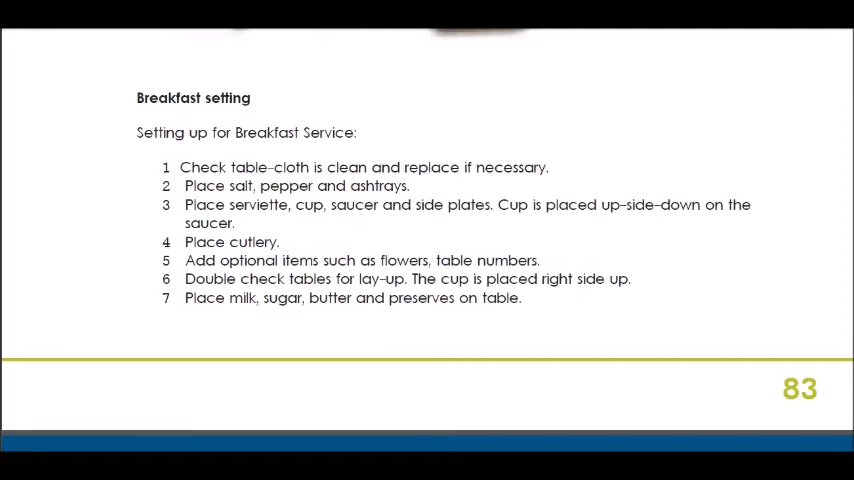 Breakfast setting
Setting up for Breakfast Service:
1 Check table-cloth is clean and replace if necessary.
2 Place salt, pepper and ashtrays.
3 Place serviette, cup, saucer and side plates. Cup is placed up-side-down on the
saucer.
4 Place cutlery.
5 Add optional items such as flowers, table numbers.
6 Double check tables for lay-up. The cup is placed right side up.
7 Place milk, sugar, butter and preserves on table.
83